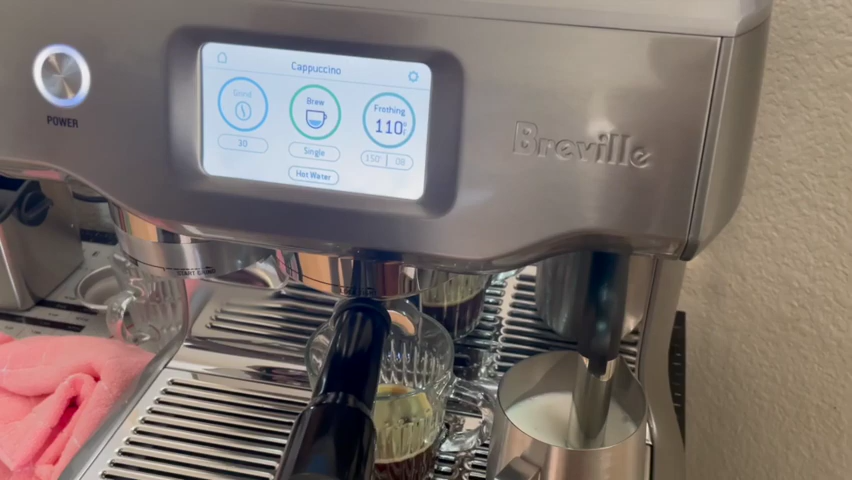 Cappuccino
Grind
Brew
Frothing
110
30
Single
150° | 08
Hot Water
POWER
Breville